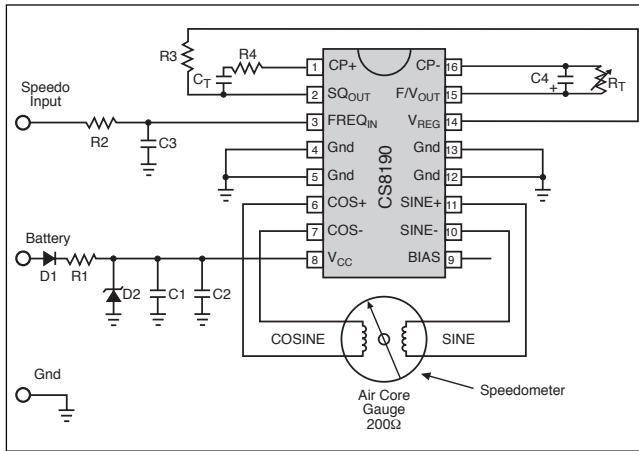 R3
R4
CT
1 CP+ CP- 16
C4
+
RT
Speedo
Input
2 SQOUT F/VOUT 15
3 FREQIN VREG 14
R2
C3
4 Gnd Gnd 13
5 Gnd Gnd 12
CS8190
6 COS+ SINE+ 11
7 COS- SINE- 10
Battery
8 VCC BIAS 9
D1
R1
D2
C1
C2
COSINE
SINE
Gnd
Speedometer
Air Core
Gauge
200Ω